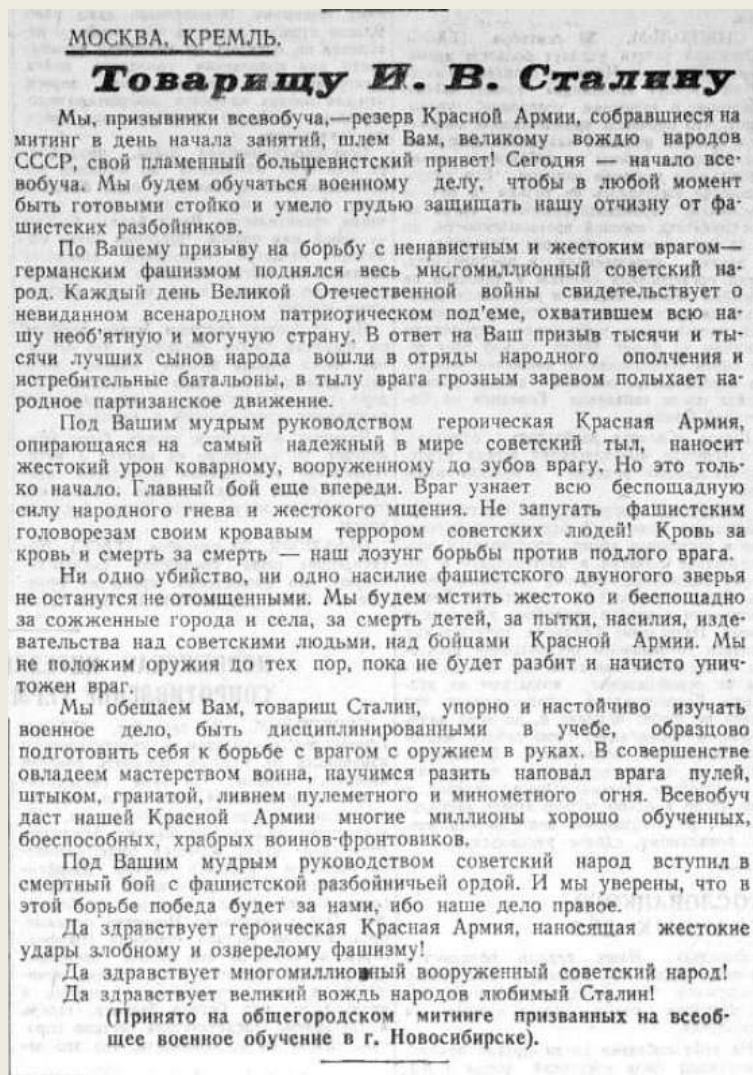 МОСКВА, КРЕМЛЬ.
Товарищу И. В. Сталину
Мы, призывники всевобуча,—резерв Красной Армии, собравшиеся на
митинг в день начала занятий, шлем Вам, великому вождю народов
СССР, свой пламенный большевистский привет! Сегодня — начало все-
вобуча. Мы будем обучаться военному делу, чтобы в любой момент
быть готовыми стойко и умело грудью защищать нашу отчизну от фа-
шистских разбойников.
По Вашему призыву на борьбу с ненавистным и жестоким врагом—
германским фашизмом поднялся весь многомиллионный советский на-
род. Каждый день Великой Отечественной войны свидетельствует о
невиданном всенародном патриотическом под'еме, охватившем всю на-
шу необ'ятную и могучую страну. В ответ на Ваш призыв тысячи и ты-
сячи лучших сынов народа вошли в отряды народного ополчения и
истребительные батальоны, в тылу врага грозным заревом полыхает на-
родное партизанское движение.
Под Вашим мудрым руководством героическая Красная Армия,
опирающаяся на самый надежный в мире советский тыл, наносит
жестокий урон коварному, вооруженному до зубов врагу. Но это толь-
ко начало. Главный бой еще впереди. Враг узнает всю беспощадную
силу народного гнева и жестокого мщения. Не запугать фашистским
головорезам своим кровавым террором советских людей! Кровь за
кровь и смерть за смерть — наш лозунг борьбы против подлого врага.
Ни одно убийство, ни одно насилие фашистского двуногого зверья
не останутся не отомщенными. Мы будем мстить жестоко и беспощадно
за сожженные города и села, за смерть детей, за пытки, насилия, изде-
вательства над советскими людьми, над бойцами Красной Армии. Мы
не положим оружия до тех пор, пока не будет разбит и начисто унич-
тожен враг.
Мы обещаем Вам, товарищ Сталин, упорно и настойчиво изучать
военное дело, быть дисциплинированными в учебе, образцово
подготовить себя к борьбе с врагом с оружием в руках. В совершенстве
овладеем мастерством воина, научимся разить наповал врага пулей,
штыком, гранатой, ливнем пулеметного и минометного огня. Всевобуч
даст нашей Красной Армии многие миллионы хорошо обученных,
боеспособных, храбрых воинов-фронтовиков.
Под Вашим мудрым руководством советский народ вступил в
смертный бой с фашистской разбойничьей ордой. И мы уверены, что в
этой борьбе победа будет за нами, ибо наше дело правое.
Да здравствует героическая Красная Армия, наносящая жестокие
удары злобному и озверелому фашизму!
Да здравствует многомиллионный вооруженный советский народ!
Да здравствует великий вождь народов любимый Сталин!
(Принято на общегородском митинге призванных на всеоб-
щее военное обучение в г. Новосибирске).